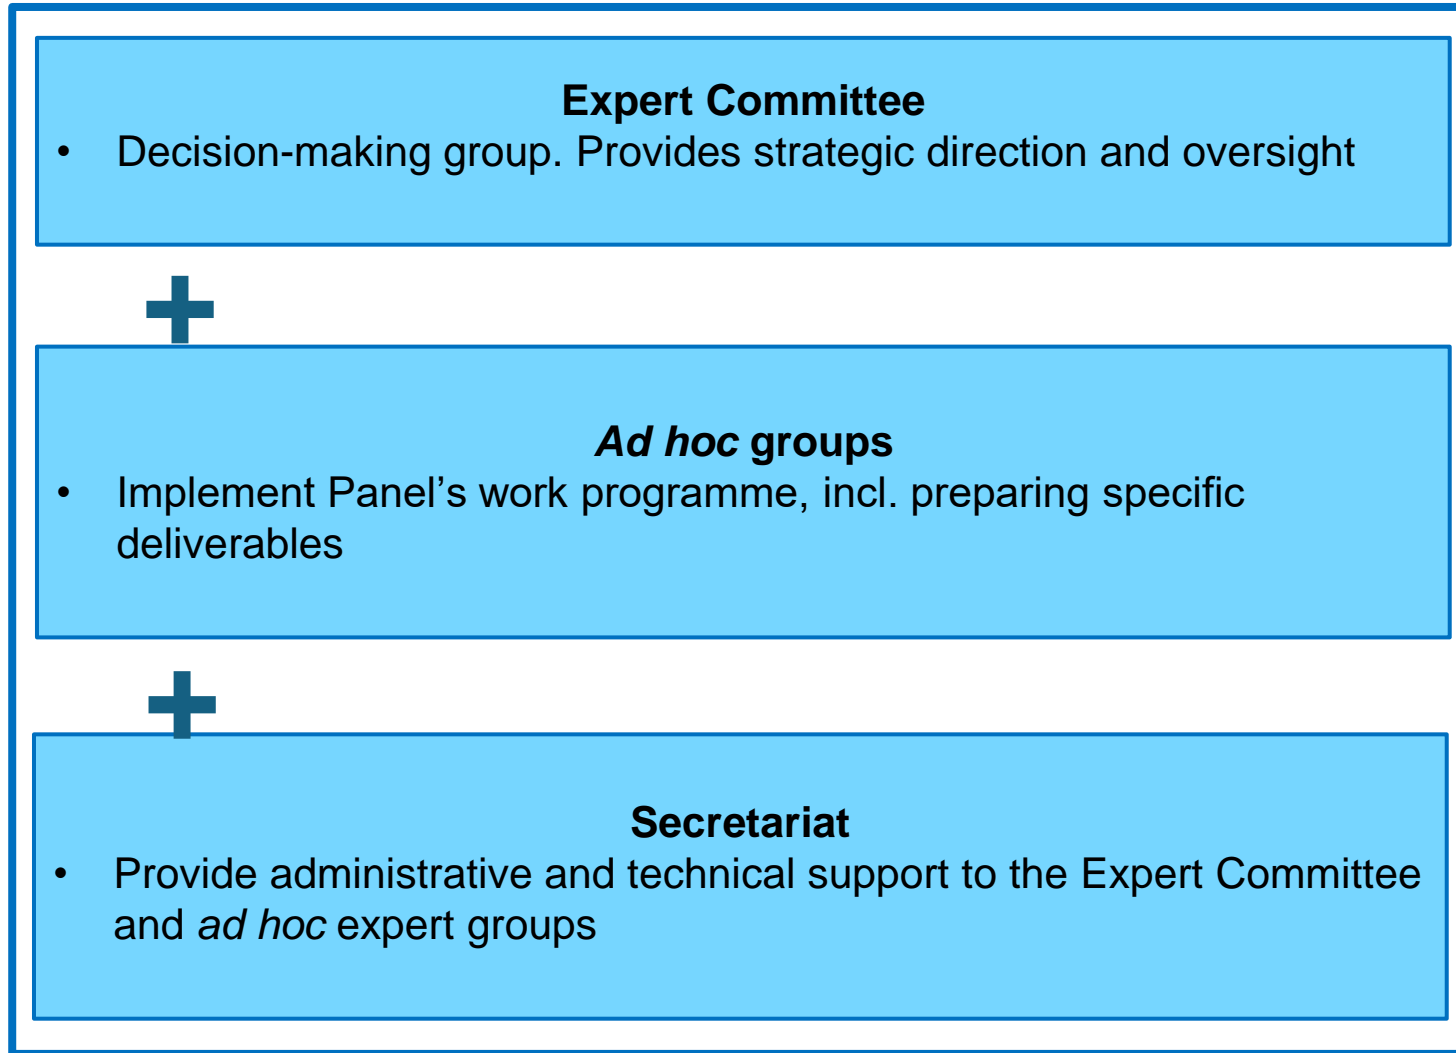 Expert Committee
• Decision-making group. Provides strategic direction and oversight
Ad hoc groups
• Implement Panel’s work programme, incl. preparing specific
deliverables
Secretariat
• Provide administrative and technical support to the Expert Committee
and ad hoc expert groups